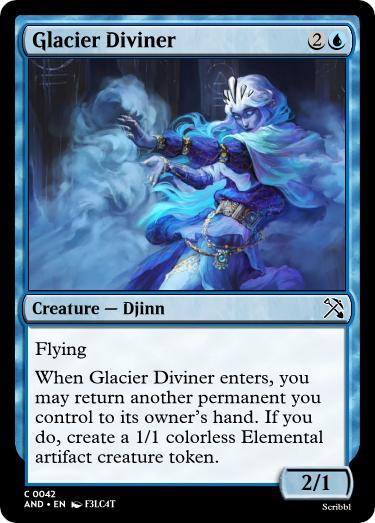 Glacier Diviner 2
Creature — Djinn
Flying
When Glacier Diviner enters, you
may return another permanent you
control to its owner's hand. If you
do, create a 1/1 colorless Elemental
artifact creature token.
2/1
C 0042
AND • EN F3LC4T
Scribbl